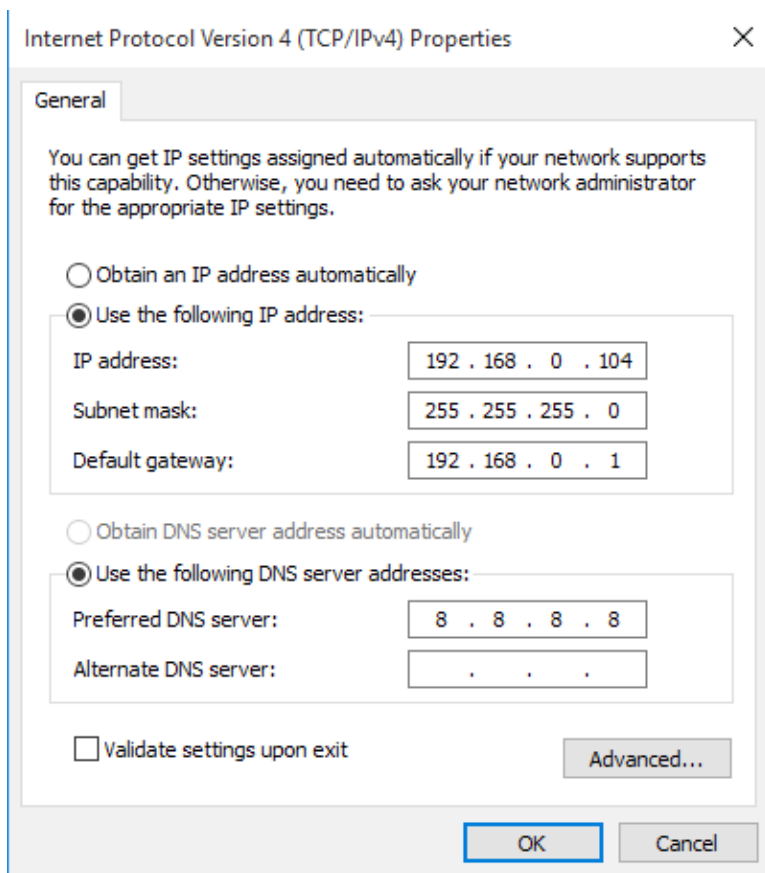 Internet Protocol Version 4 (TCP/IPv4) Properties
General
You can get IP settings assigned automatically if your network supports
this capability. Otherwise, you need to ask your network administrator
for the appropriate IP settings.
Obtain an IP address automatically
Use the following IP address:
IP address: 192 . 168 . 0 . 104
Subnet mask: 255 . 255 . 255 . 0
Default gateway: 192 . 168 . 0 . 1
Obtain DNS server address automatically
Use the following DNS server addresses:
Preferred DNS server: 8 . 8 . 8 . 8
Alternate DNS server: . . .
Validate settings upon exit
Advanced...
OK Cancel